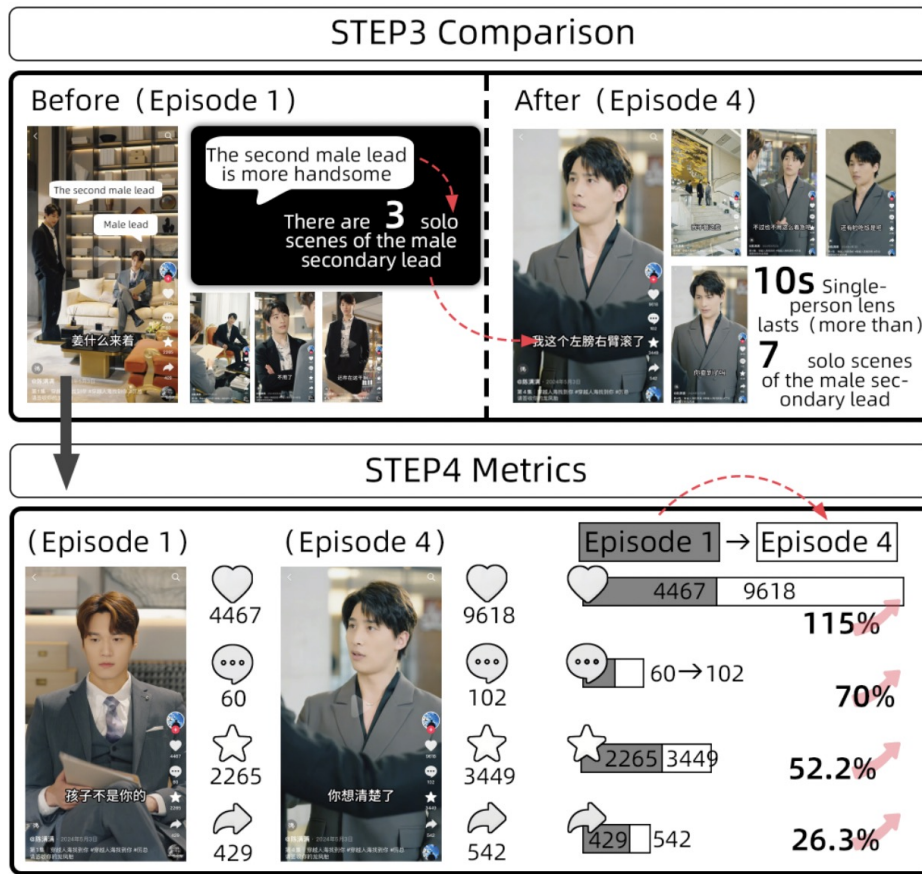 STEP3 Comparison
Before (Episode 1)
The second male lead
Male lead
姜什么来着
The second male lead
is more handsome
There are 3 solo
scenes of the male
secondary lead
After (Episode 4)
我这个左膀右臂滚了
10s Single-
person lens
lasts (more than)
7 solo scenes
of the male sec-
ondary lead
STEP4 Metrics
(Episode 1)
孩子不是你的
4467
60
2265
429
(Episode 4)
你想清楚了
9618
102
3449
542
Episode 1 → Episode 4
4467 9618
115%
60→102
70%
2265 3449
52.2%
429 542
26.3%